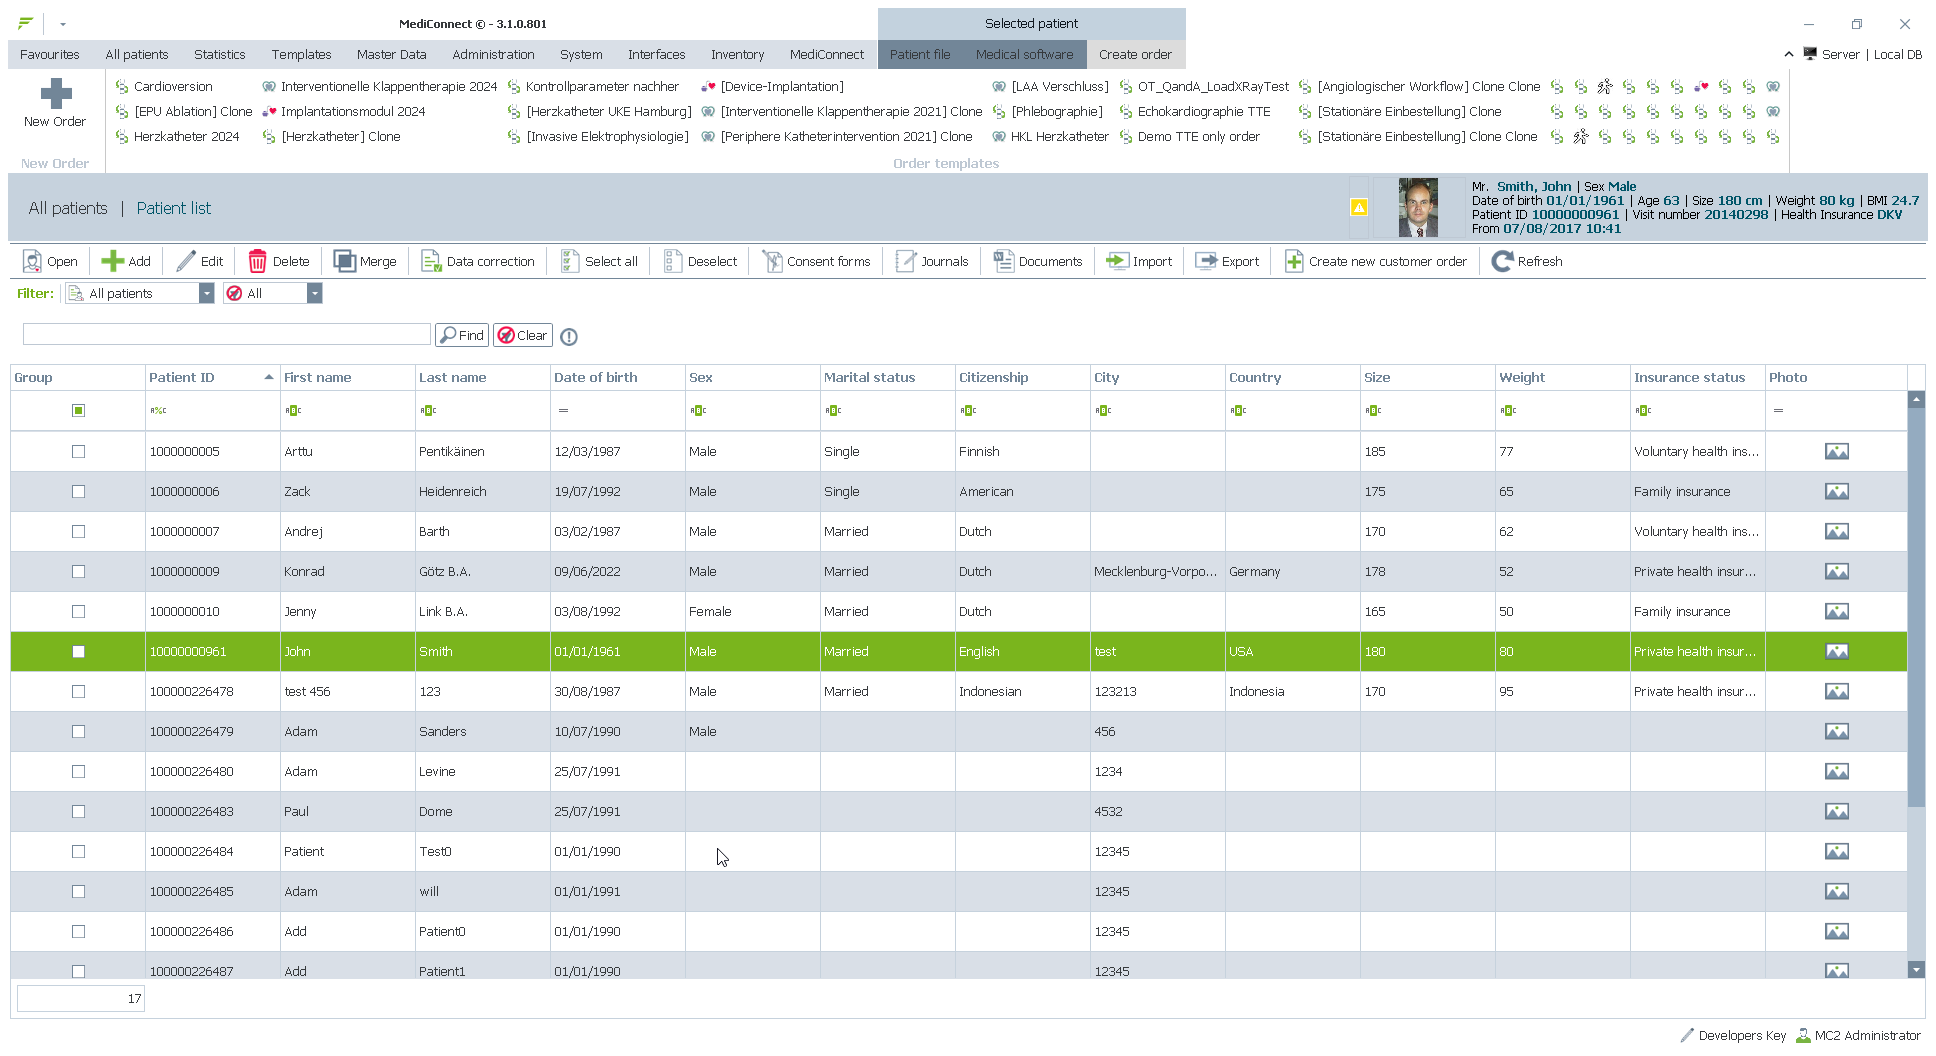 MediConnect © - 3.1.0.801
Selected patient
Favourites All patients Statistics Templates Master Data Administration System Interfaces Inventory MediConnect Patient file Medical software Create order Server | Local DB
New Order
Cardioversion Interventionelle Klappentherapie 2024 Kontrollparameter nachher [Device-Implantation] [LAA Verschluss] OT_QandA_LoadXRayTest [Angiologischer Workflow] Clone Clone
[EPU Ablation] Clone Implantationsmodul 2024 [Herzkatheter UKE Hamburg] [Interventionelle Klappentherapie 2021] Clone [Phlebographie] Echokardiographie TTE [Stationäre Einbestellung] Clone
Herzkatheter 2024 [Herzkatheter] Clone [Invasive Elektrophysiologie] [Periphere Katheterintervention 2021] Clone HKL Herzkatheter Demo TTE only order [Stationäre Einbestellung] Clone Clone
New Order Order templates
All patients | Patient list
Mr. Smith, John | Sex Male
Date of birth 01/01/1961 | Age 63 | Size 180 cm | Weight 80 kg | BMI 24.7
Patient ID 10000000961 | Visit number 20140298 | Health Insurance DKV
From 07/08/2017 10:41
Open Add Edit Delete Merge Data correction Select all Deselect Consent forms Journals Documents Import Export Create new customer order Refresh
Filter: All patients All
Find Clear
Group Patient ID First name Last name Date of birth Sex Marital status Citizenship City Country Size Weight Insurance status Photo
1000000005 Arttu Pentikäinen 12/03/1987 Male Single Finnish 185 77 Voluntary health ins...
1000000006 Zack Heidenreich 19/07/1992 Male Single American 175 65 Family insurance
1000000007 Andrej Barth 03/02/1987 Male Married Dutch 170 62 Voluntary health ins...
1000000009 Konrad Götz B.A. 09/06/2022 Male Married Dutch Mecklenburg-Vorpo... Germany 178 52 Private health insur...
1000000010 Jenny Link B.A. 03/08/1992 Female Married Dutch 165 50 Family insurance
10000000961 John Smith 01/01/1961 Male Married English test USA 180 80 Private health insur...
100000226478 test 456 123 30/08/1987 Male Married Indonesian 123213 Indonesia 170 95 Private health insur...
100000226479 Adam Sanders 10/07/1990 Male 456
100000226480 Adam Levine 25/07/1991 1234
100000226483 Paul Dome 25/07/1991 4532
100000226484 Patient Test0 01/01/1990 12345
100000226485 Adam will 01/01/1991 12345
100000226486 Add Patient0 01/01/1990 12345
100000226487 Add Patient1 01/01/1990 12345
17
Developers Key MC2 Administrator